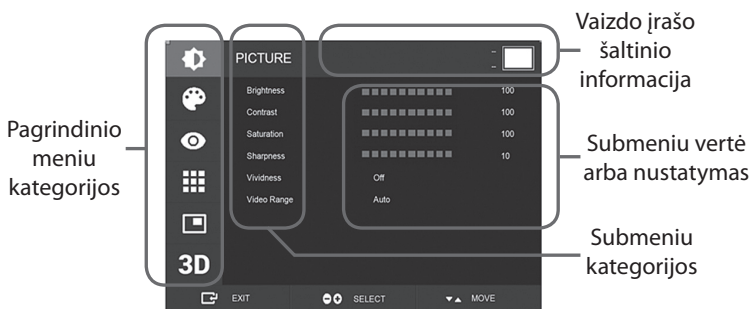 Vaizdo įrašo
šaltinio
informacija
PICTURE
Brightness 100
Contrast 100
Saturation 100
Sharpness 10
Vividness Off
Video Range Auto
3D
EXIT SELECT MOVE
Pagrindinio
meniu
kategorijos
Submeniu vertė
arba nustatymas
Submeniu
kategorijos